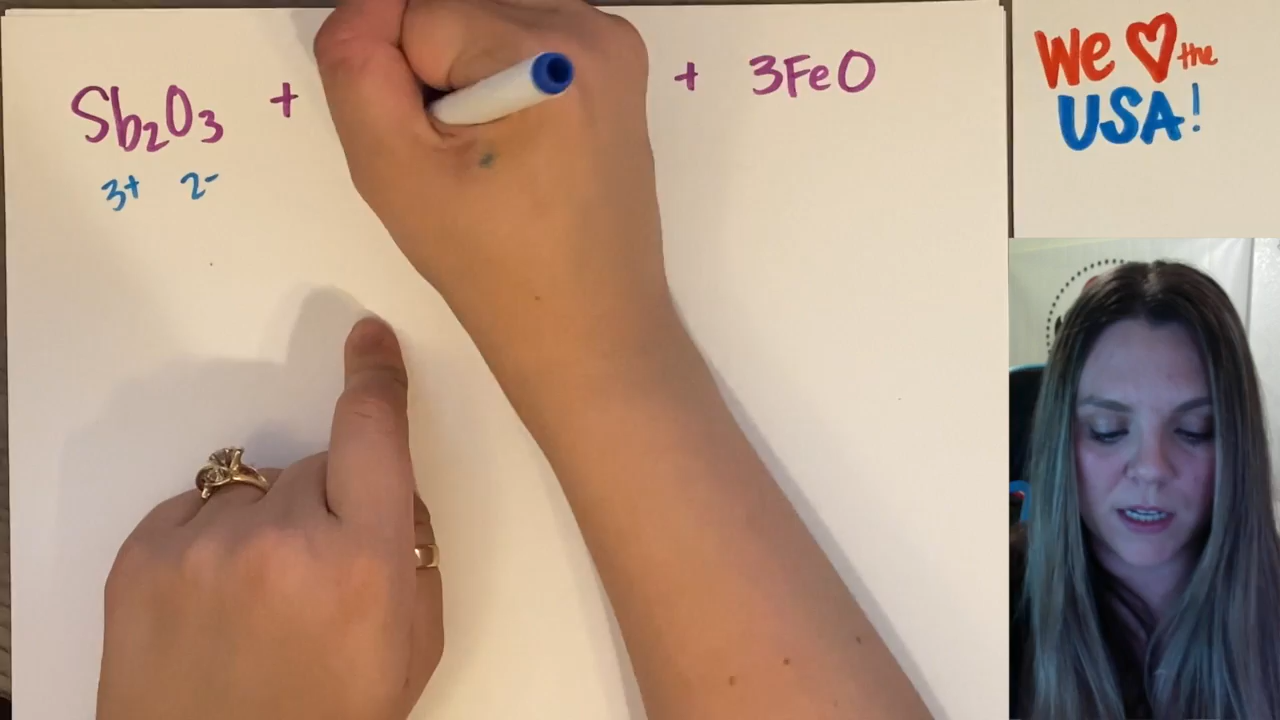 Sb₂O₃ + + 3FeO
3+ 2-
We ♡ the
USA!